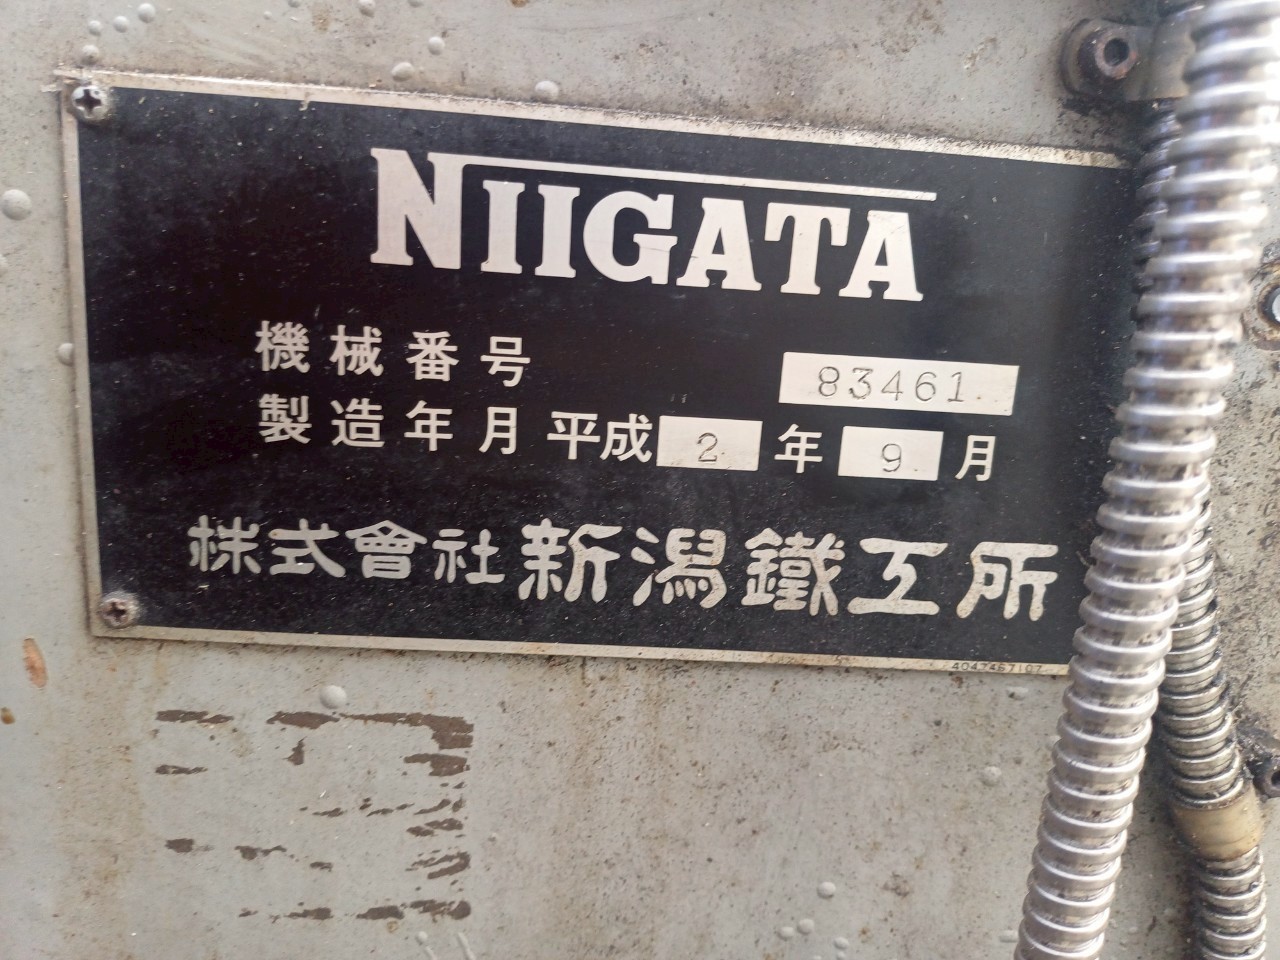 NIIGATA
機械番号 83461
製造年月 平成 2 年 9 月
株式會社新潟鐵工所
4047467107